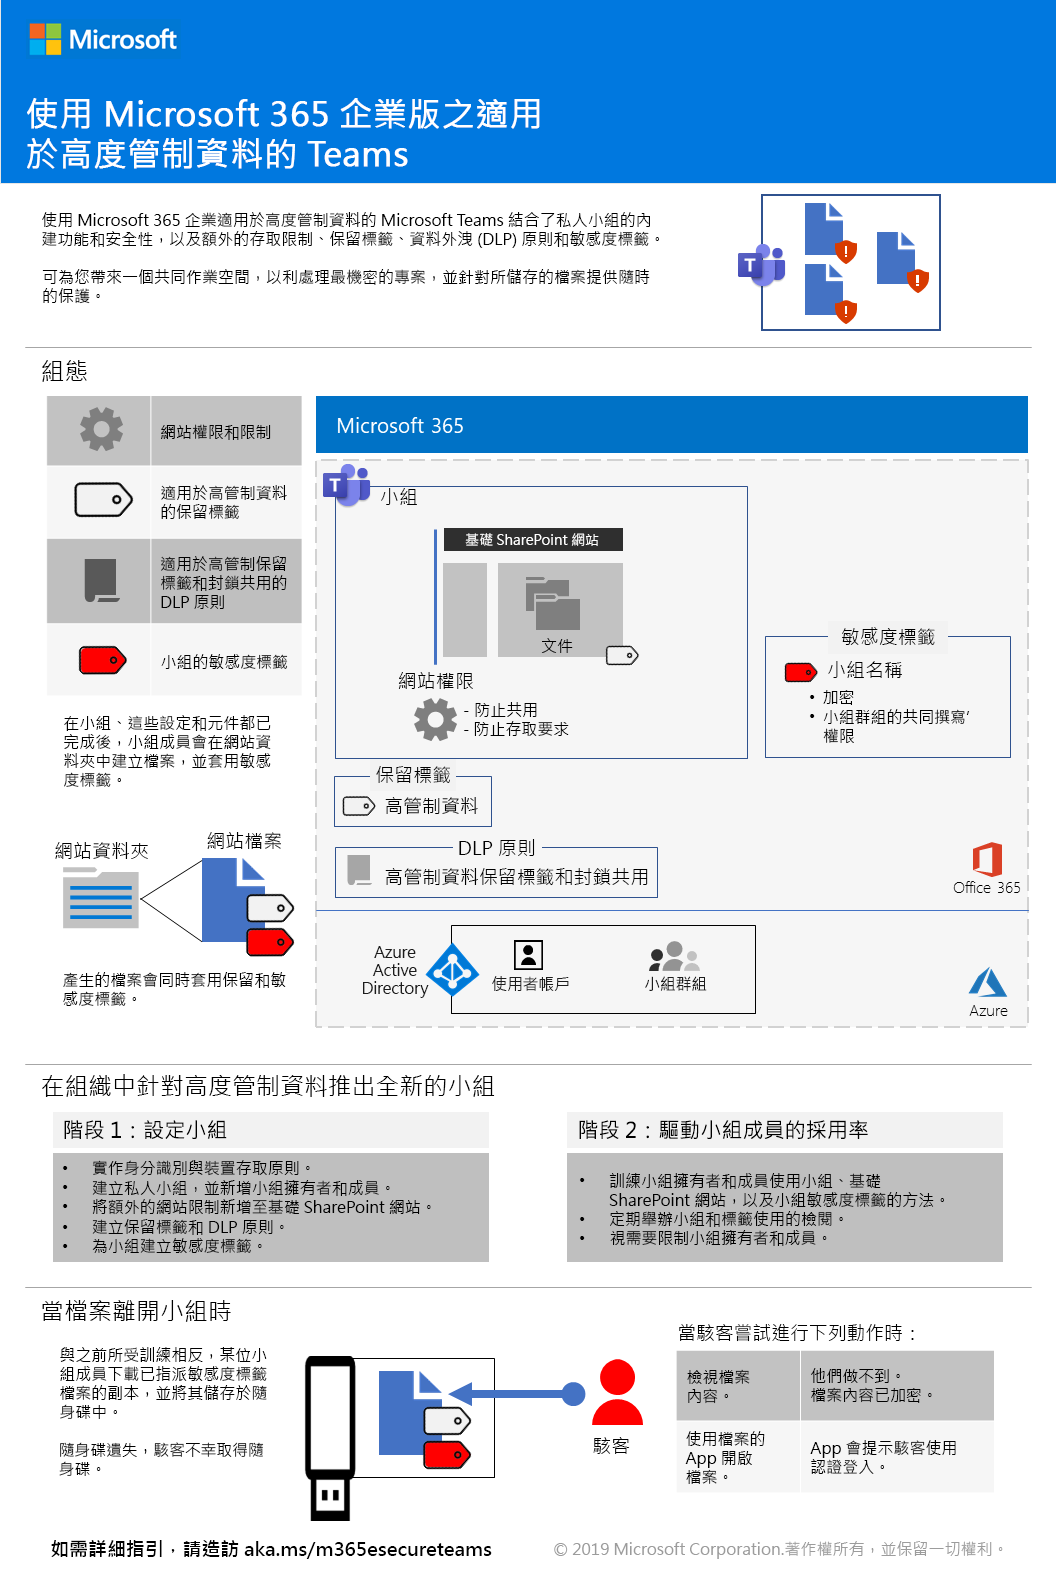 Microsoft
使用 Microsoft 365 企業版之適用
於高度管制資料的 Teams
使用 Microsoft 365 企業適用於高度管制資料的 Microsoft Teams 結合了私人小組的內
建功能和安全性，以及額外的存取限制、保留標籤、資料外洩 (DLP) 原則和敏感度標籤。
可為您帶來一個共同作業空間，以利處理最機密的專案，並針對所儲存的檔案提供隨時
的保護。
組態
網站權限和限制
適用於高管制資料
的保留標籤
適用於高管制保留
標籤和封鎖共用的
DLP 原則
小組的敏感度標籤
在小組、這些設定和元件都已
完成後，小組成員會在網站資
料夾中建立檔案，並套用敏感
度標籤。
網站資料夾
網站檔案
產生的檔案會同時套用保留和敏
感度標籤。
Microsoft 365
小組
基礎 SharePoint 網站
文件
網站權限
- 防止共用
- 防止存取要求
敏感度標籤
小組名稱
• 加密
• 小組群組的共同撰寫’
權限
保留標籤
高管制資料
DLP 原則
高管制資料保留標籤和封鎖共用
Office 365
Azure
Active
Directory
使用者帳戶
小組群組
Azure
在組織中針對高度管制資料推出全新的小組
階段 1：設定小組
• 實作身分識別與裝置存取原則。
• 建立私人小組，並新增小組擁有者和成員。
• 將額外的網站限制新增至基礎 SharePoint 網站。
• 建立保留標籤和 DLP 原則。
• 為小組建立敏感度標籤。
階段 2：驅動小組成員的採用率
• 訓練小組擁有者和成員使用小組、基礎
SharePoint 網站，以及小組敏感度標籤的方法。
• 定期舉辦小組和標籤使用的檢閱。
• 視需要限制小組擁有者和成員。
當檔案離開小組時
與之前所受訓練相反，某位小
組成員下載已指派敏感度標籤
檔案的副本，並將其儲存於隨
身碟中。
隨身碟遺失，駭客不幸取得隨
身碟。
駭客
當駭客嘗試進行下列動作時：
檢視檔案
內容。
他們做不到。
檔案內容已加密。
使用檔案的
App 開啟
檔案。
App 會提示駭客使用
認證登入。
如需詳細指引，請造訪 aka.ms/m365esecureteams
© 2019 Microsoft Corporation.著作權所有，並保留一切權利。